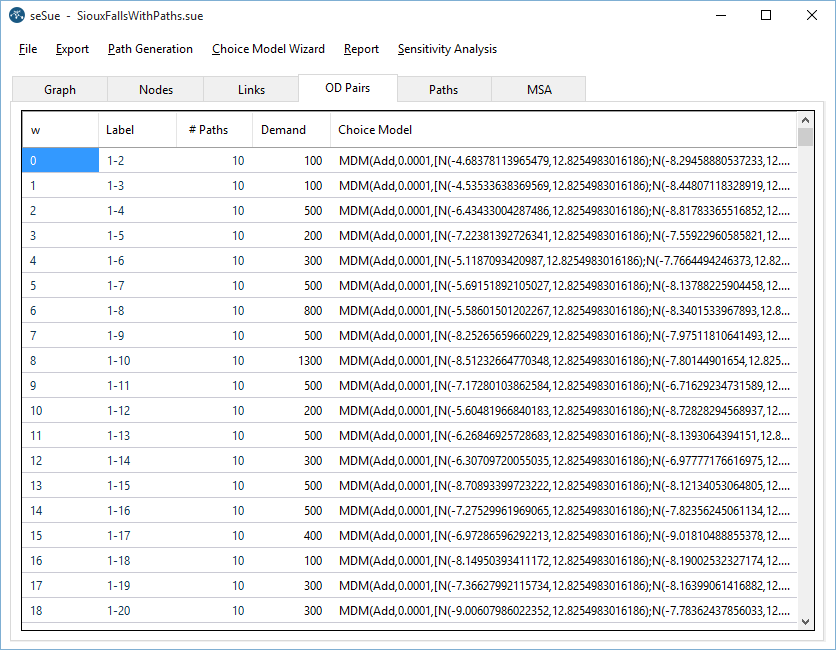 seSue - SiouxFallsWithPaths.sue
File Export Path Generation Choice Model Wizard Report Sensitivity Analysis
Graph Nodes Links OD Pairs Paths MSA
w Label # Paths Demand Choice Model
0 1-2 10 100 MDM(Add,0.0001,[N(-4.68378113965479,12.8254983016186);N(-8.29458880537233,12....
1 1-3 10 100 MDM(Add,0.0001,[N(-4.53533638369569,12.8254983016186);N(-8.44807118328919,12....
2 1-4 10 500 MDM(Add,0.0001,[N(-6.43433004287486,12.8254983016186);N(-8.81783365516852,12....
3 1-5 10 200 MDM(Add,0.0001,[N(-7.22381392726341,12.8254983016186);N(-7.55922960585821,12....
4 1-6 10 300 MDM(Add,0.0001,[N(-5.1187093420987,12.8254983016186);N(-7.7664494246373,12.82...
5 1-7 10 500 MDM(Add,0.0001,[N(-5.69151892105027,12.8254983016186);N(-8.13788225904458,12....
6 1-8 10 800 MDM(Add,0.0001,[N(-5.58601501202267,12.8254983016186);N(-8.3401533967893,12.8...
7 1-9 10 500 MDM(Add,0.0001,[N(-8.25265659660229,12.8254983016186);N(-7.97511810641493,12....
8 1-10 10 1300 MDM(Add,0.0001,[N(-8.51232664770348,12.8254983016186);N(-7.80144901654,12.825...
9 1-11 10 500 MDM(Add,0.0001,[N(-7.17280103862584,12.8254983016186);N(-6.71629234731589,12....
10 1-12 10 200 MDM(Add,0.0001,[N(-5.60481966840183,12.8254983016186);N(-8.72828294568937,12....
11 1-13 10 500 MDM(Add,0.0001,[N(-6.26846925728683,12.8254983016186);N(-8.1393064394151,12.8...
12 1-14 10 300 MDM(Add,0.0001,[N(-6.30709720055035,12.8254983016186);N(-6.97777176616975,12....
13 1-15 10 500 MDM(Add,0.0001,[N(-8.70893399723222,12.8254983016186);N(-8.12134053064805,12....
14 1-16 10 500 MDM(Add,0.0001,[N(-7.27529961969065,12.8254983016186);N(-7.82356245061134,12....
15 1-17 10 400 MDM(Add,0.0001,[N(-6.97286596292213,12.8254983016186);N(-9.01810488855378,12....
16 1-18 10 100 MDM(Add,0.0001,[N(-8.14950393411172,12.8254983016186);N(-8.19002532327174,12....
17 1-19 10 300 MDM(Add,0.0001,[N(-7.36627992115734,12.8254983016186);N(-8.16399061416882,12....
18 1-20 10 300 MDM(Add,0.0001,[N(-9.00607986022352,12.8254983016186);N(-7.78362437856033,12....